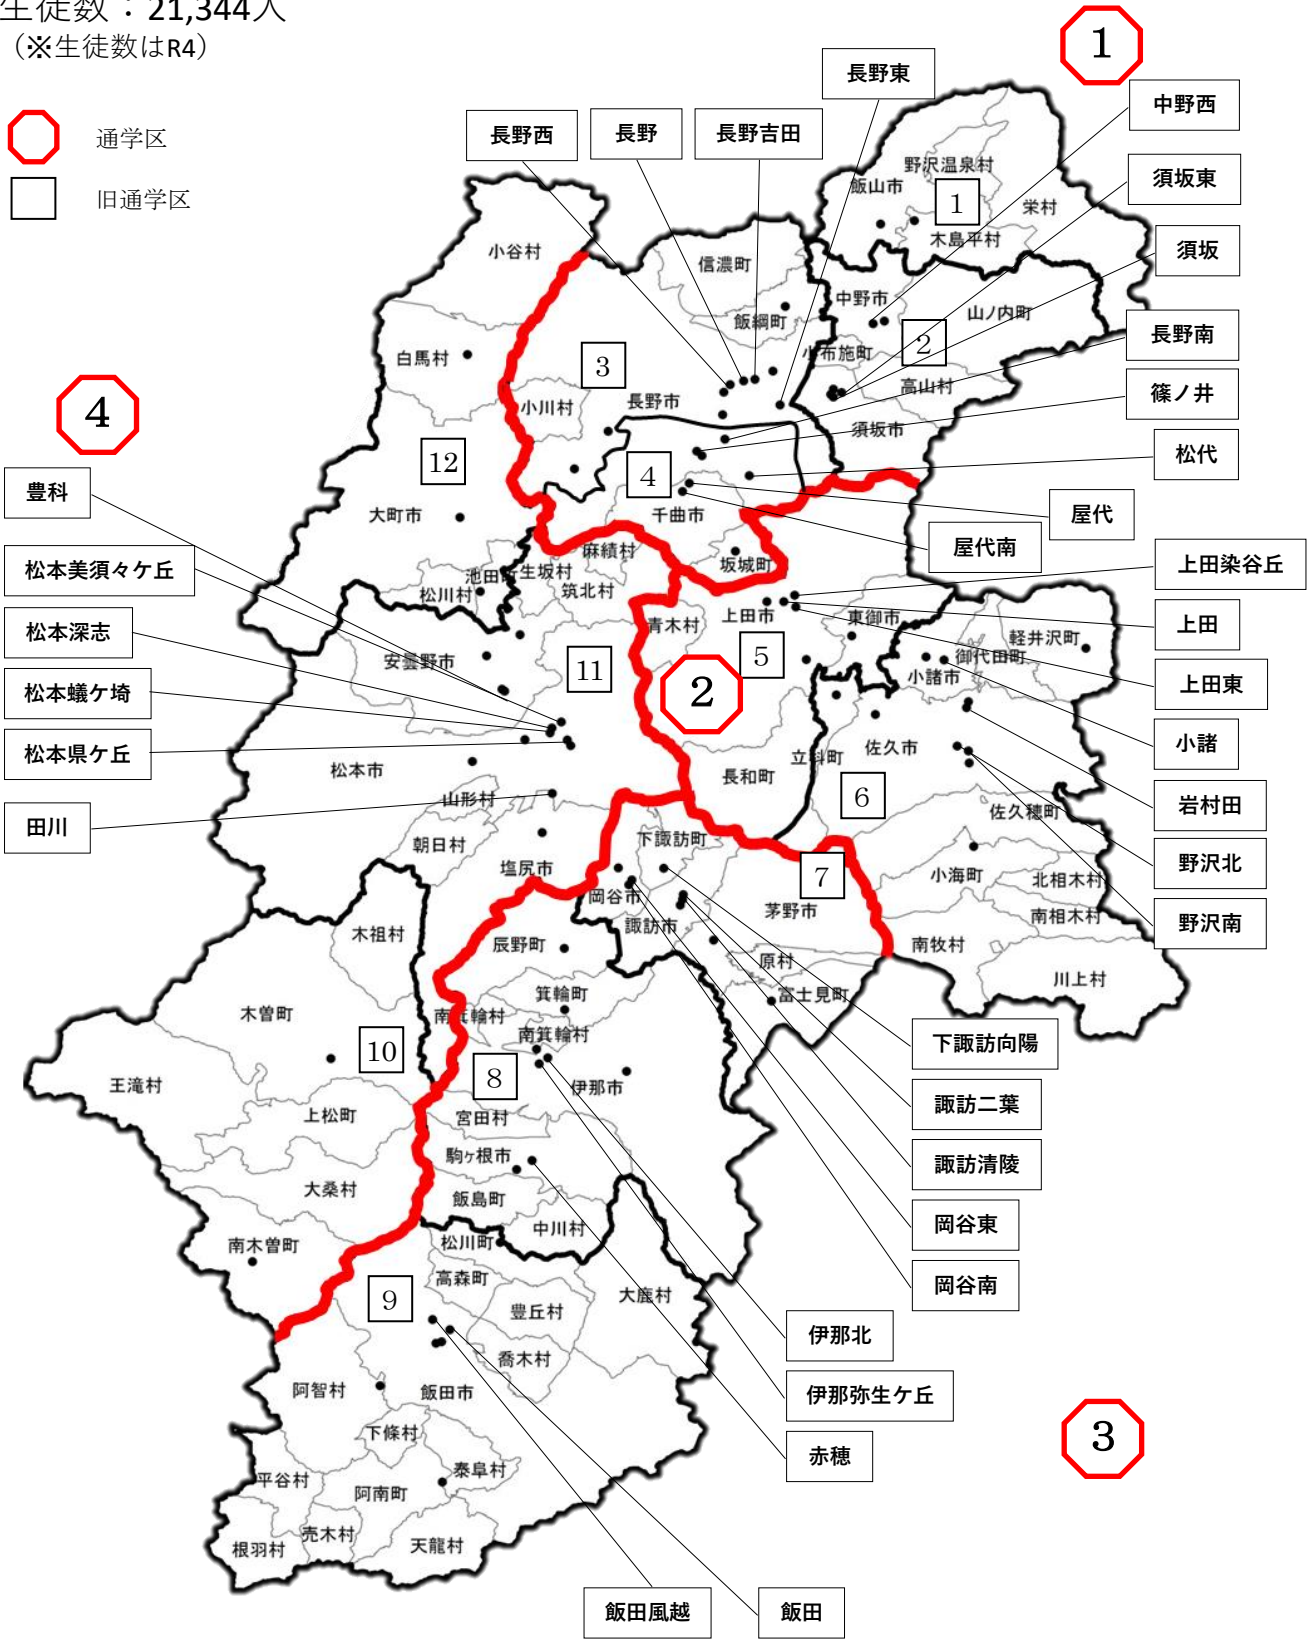 生徒数：21,344人
（※生徒数はR4）
通学区
旧通学区
1
長野東
中野西
長野西
長野
長野吉田
須坂東
須坂
長野南
篠ノ井
松代
屋代
屋代南
上田染谷丘
上田
上田東
小諸
岩村田
野沢北
野沢南
4
豊科
松本美須々ケ丘
松本深志
松本蟻ケ埼
松本県ケ丘
田川
2
3
下諏訪向陽
諏訪二葉
諏訪清陵
岡谷東
岡谷南
伊那北
伊那弥生ケ丘
赤穂
飯田風越
飯田
野沢温泉村
飯山市
1
栄村
木島平村
小谷村
信濃町
中野市
山ノ内町
飯綱町
2
小布施町
白馬村
3
高山村
小川村
長野市
須坂市
12
4
大町市
千曲市
麻績村
坂城町
池田町
生坂村
松川村
筑北村
青木村
上田市
東御市
軽井沢町
御代田町
安曇野市
11
5
小諸市
佐久市
立科町
長和町
松本市
6
山形村
佐久穂町
朝日村
下諏訪町
塩尻市
7
小海町
北相木村
岡谷市
茅野市
南相木村
諏訪市
木祖村
辰野町
南牧村
原村
川上村
箕輪町
富士見町
木曽町
南箕輪村
南箕輪村
10
8
王滝村
伊那市
上松町
宮田村
駒ヶ根市
大桑村
飯島町
中川村
南木曽町
松川町
高森町
9
大鹿村
豊丘村
喬木村
阿智村
飯田市
下條村
泰阜村
平谷村
阿南町
売木村
根羽村
天龍村